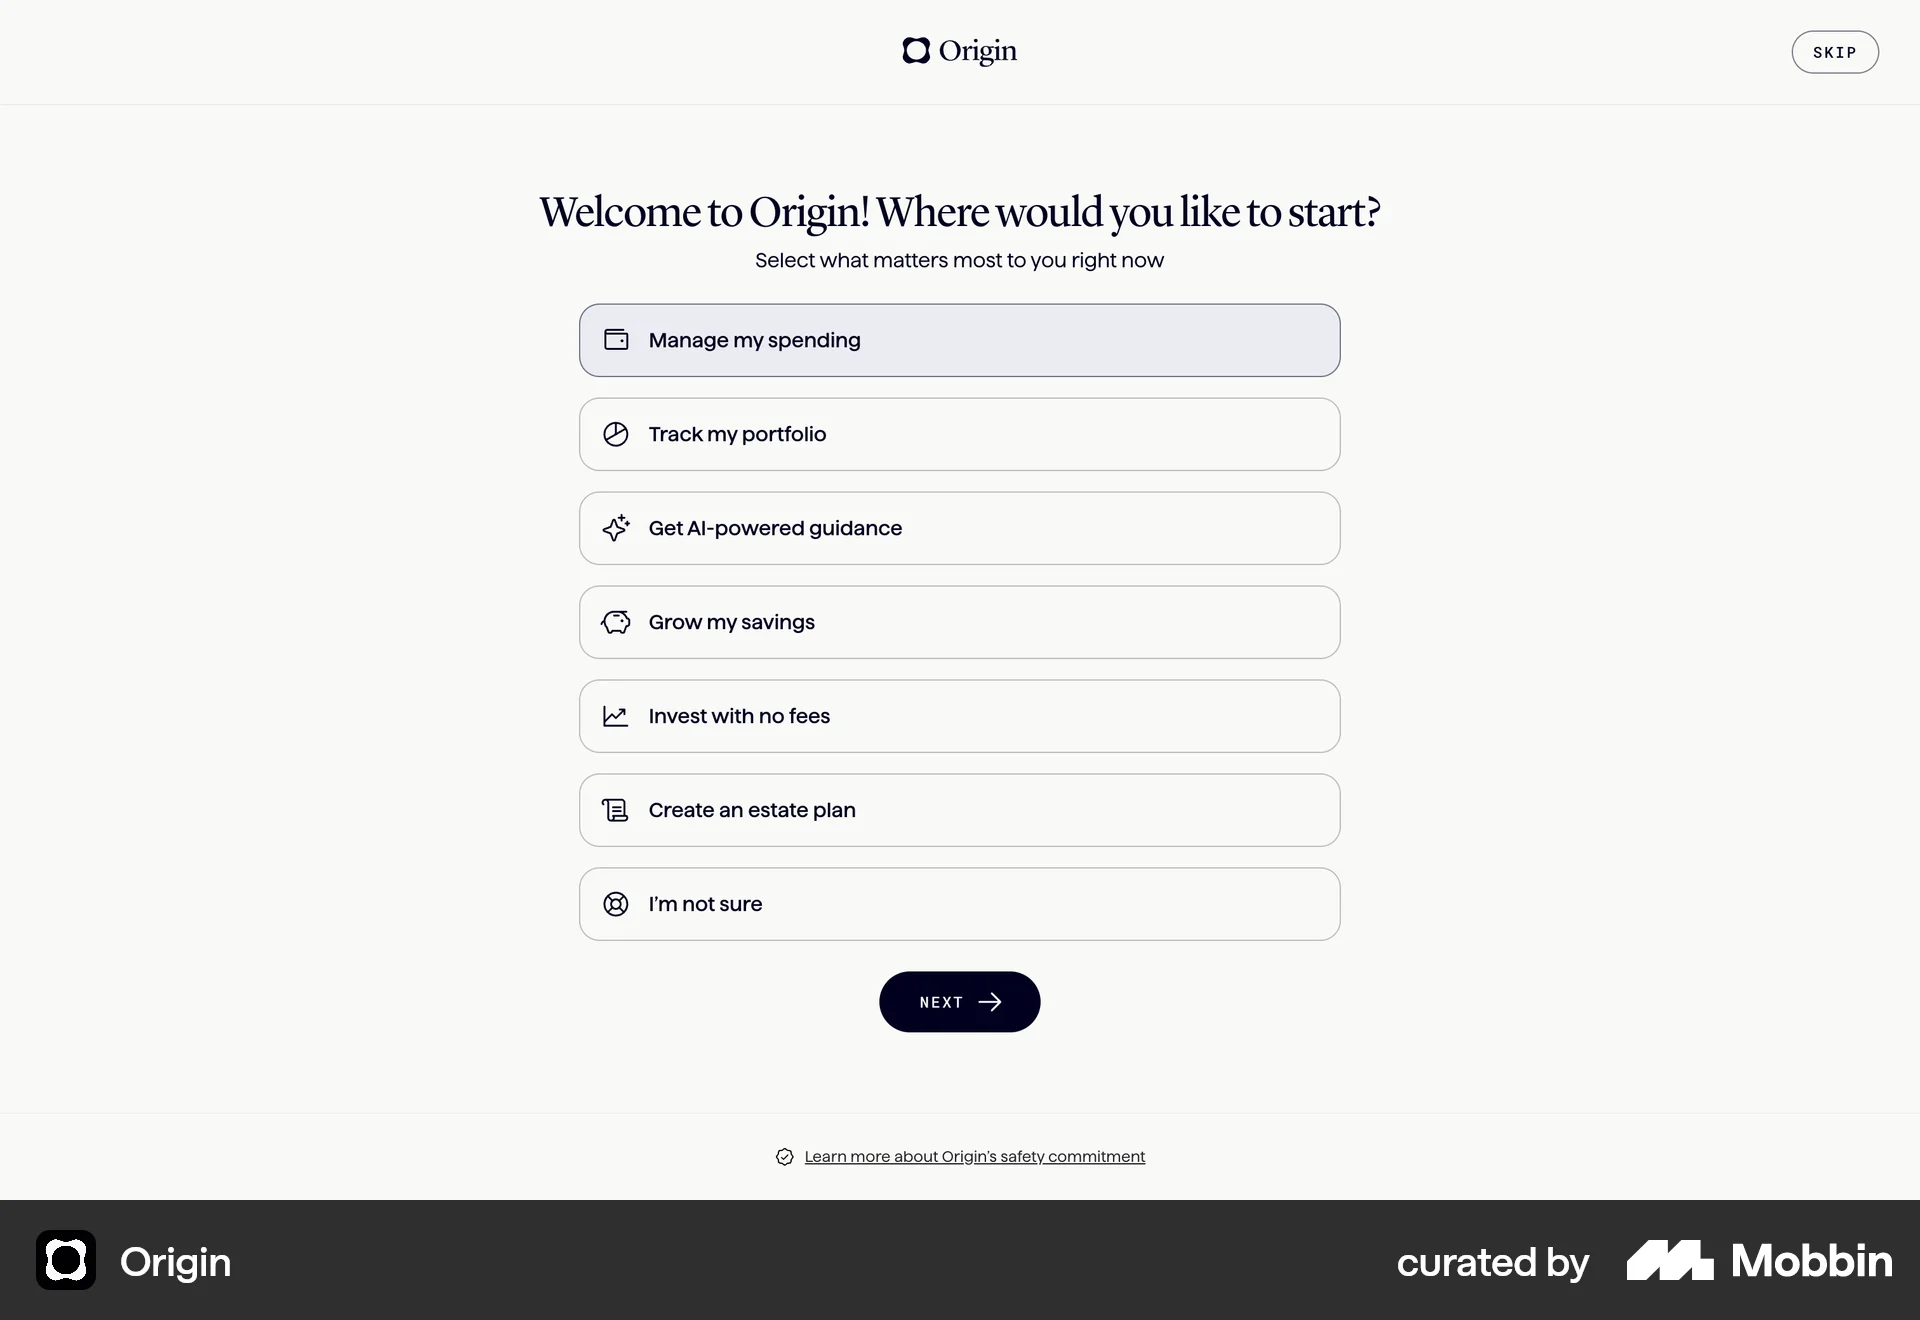 Origin
SKIP
Welcome to Origin! Where would you like to start?
Select what matters most to you right now
Manage my spending
Track my portfolio
Get AI-powered guidance
Grow my savings
Invest with no fees
Create an estate plan
I’m not sure
NEXT
Learn more about Origin’s safety commitment
Origin
curated by Mobbin